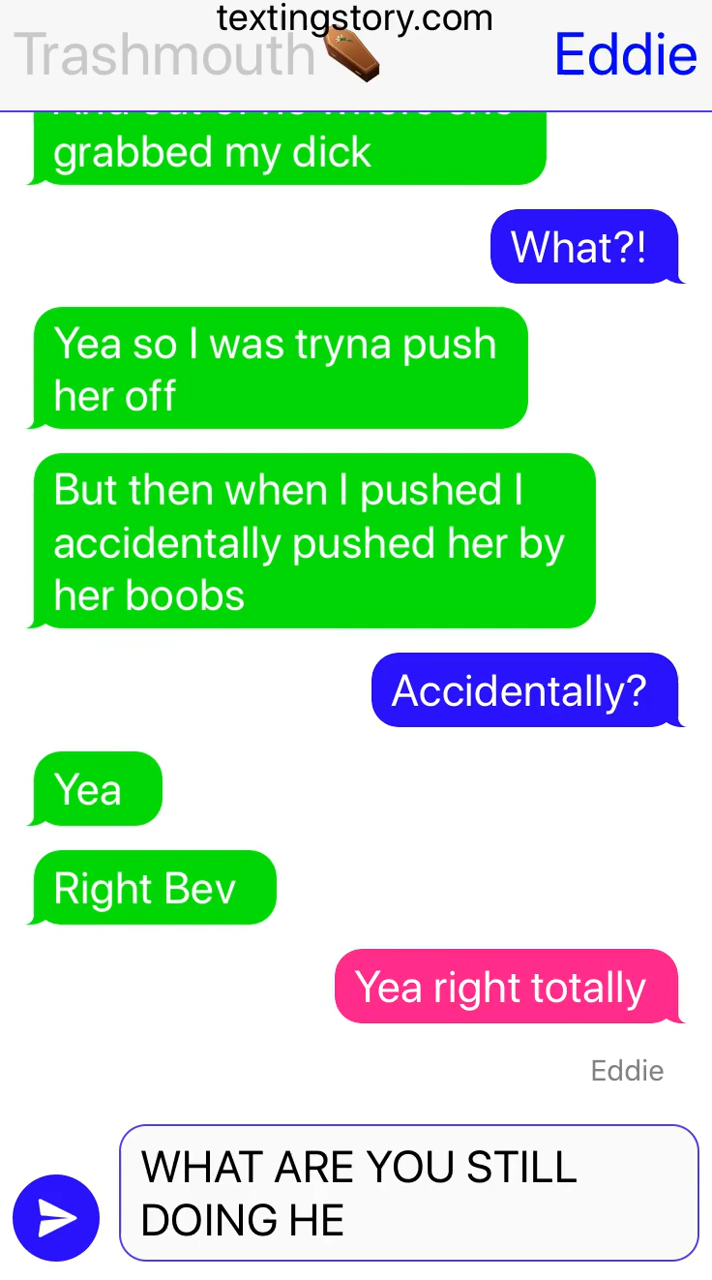 textingstory.com
Trashmouth⚰️ Eddie
grabbed my dick
What?!
Yea so I was tryna push
her off
But then when I pushed I
accidentally pushed her by
her boobs
Accidentally?
Yea
Right Bev
Yea right totally
Eddie
WHAT ARE YOU STILL
DOING HE